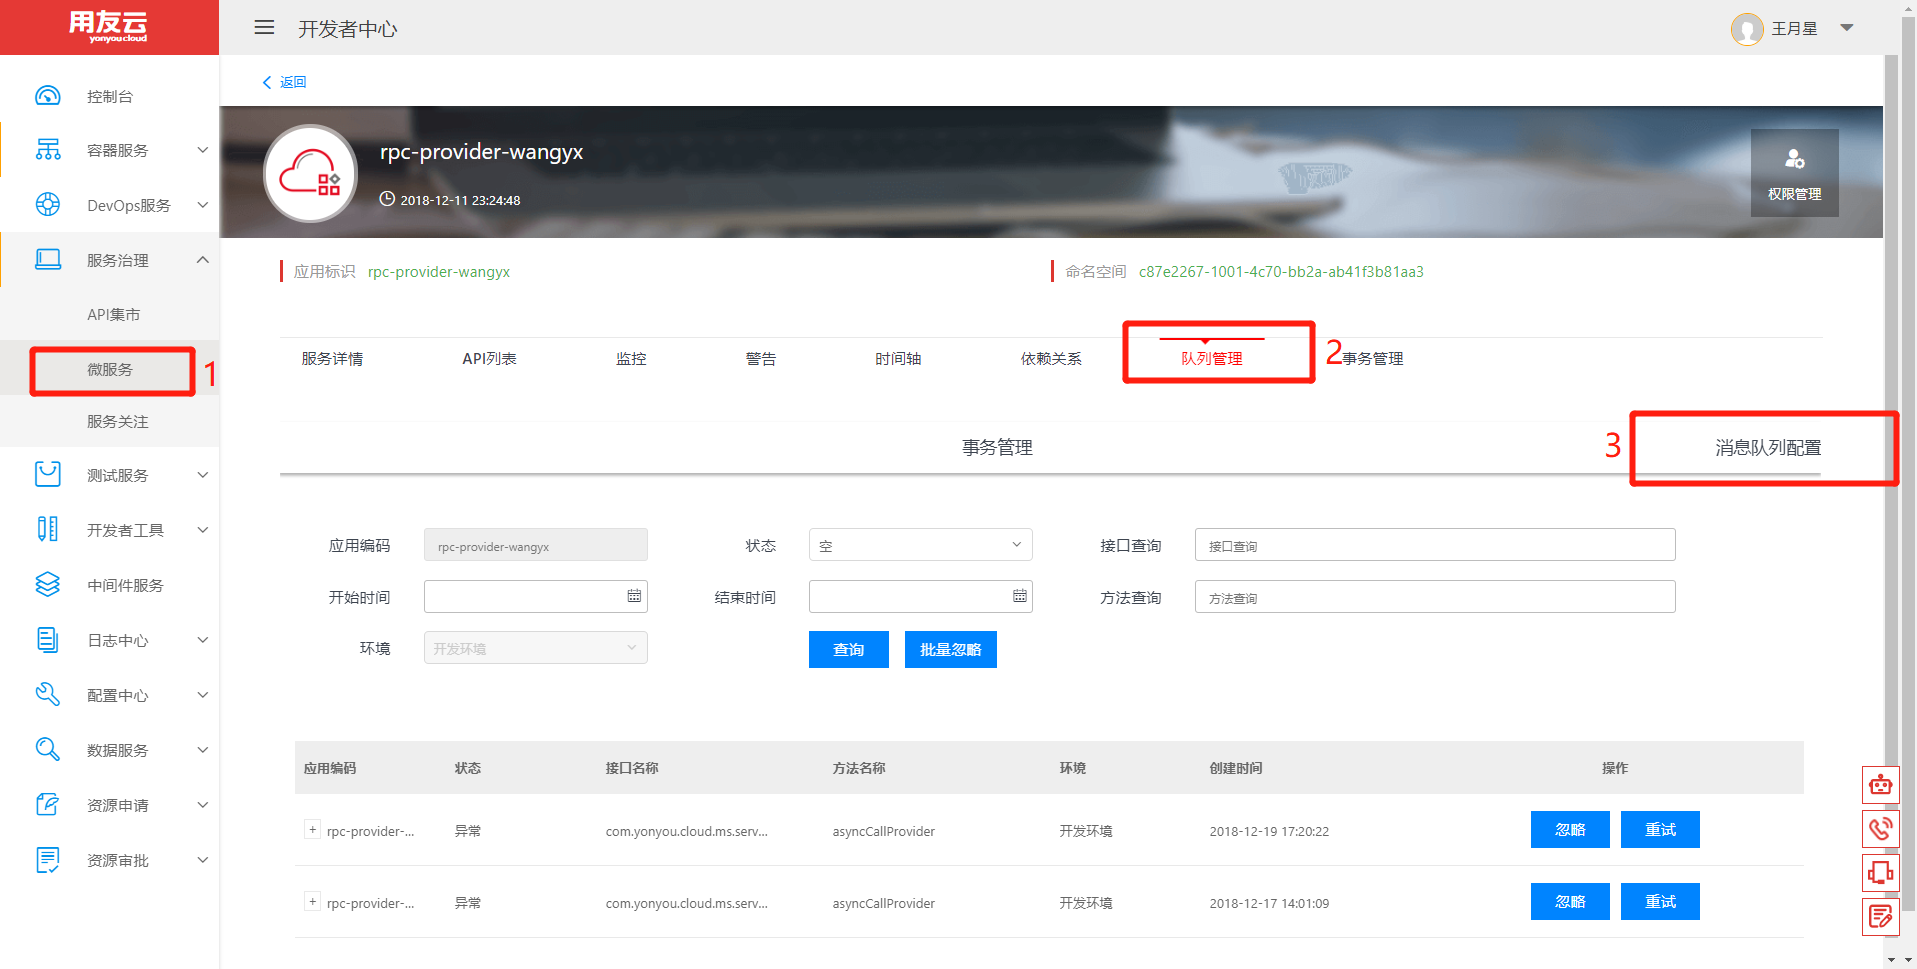 用友云
yonyoucloud
开发者中心
王月星
返回
控制台
容器服务
DevOps服务
服务治理
API集市
微服务
1
服务关注
测试服务
开发者工具
中间件服务
日志中心
配置中心
数据服务
资源申请
资源审批
rpc-provider-wangyx
2018-12-11 23:24:48
权限管理
应用标识 rpc-provider-wangyx
命名空间 c87e2267-1001-4c70-bb2a-ab41f3b81aa3
服务详情 API列表 监控 警告 时间轴 依赖关系 队列管理 2 事务管理
事务管理 3 消息队列配置
应用编码 rpc-provider-wangyx 状态 空 接口查询 接口查询
开始时间 结束时间 方法查询 方法查询
环境 开发环境 查询 批量忽略
应用编码 状态 接口名称 方法名称 环境 创建时间 操作
+ rpc-provider-... 异常 com.yonyou.cloud.ms.serv... asyncCallProvider 开发环境 2018-12-19 17:20:22 忽略 重试
+ rpc-provider-... 异常 com.yonyou.cloud.ms.serv... asyncCallProvider 开发环境 2018-12-17 14:01:09 忽略 重试